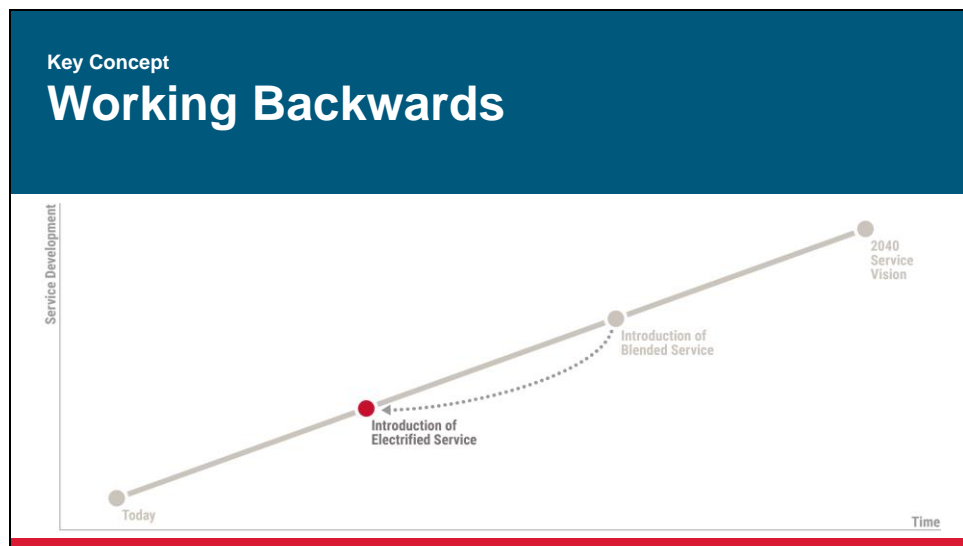 Key Concept
Working Backwards
Service Development
2040
Service
Vision
Introduction of
Blended Service
Introduction of
Electrified Service
Today
Time